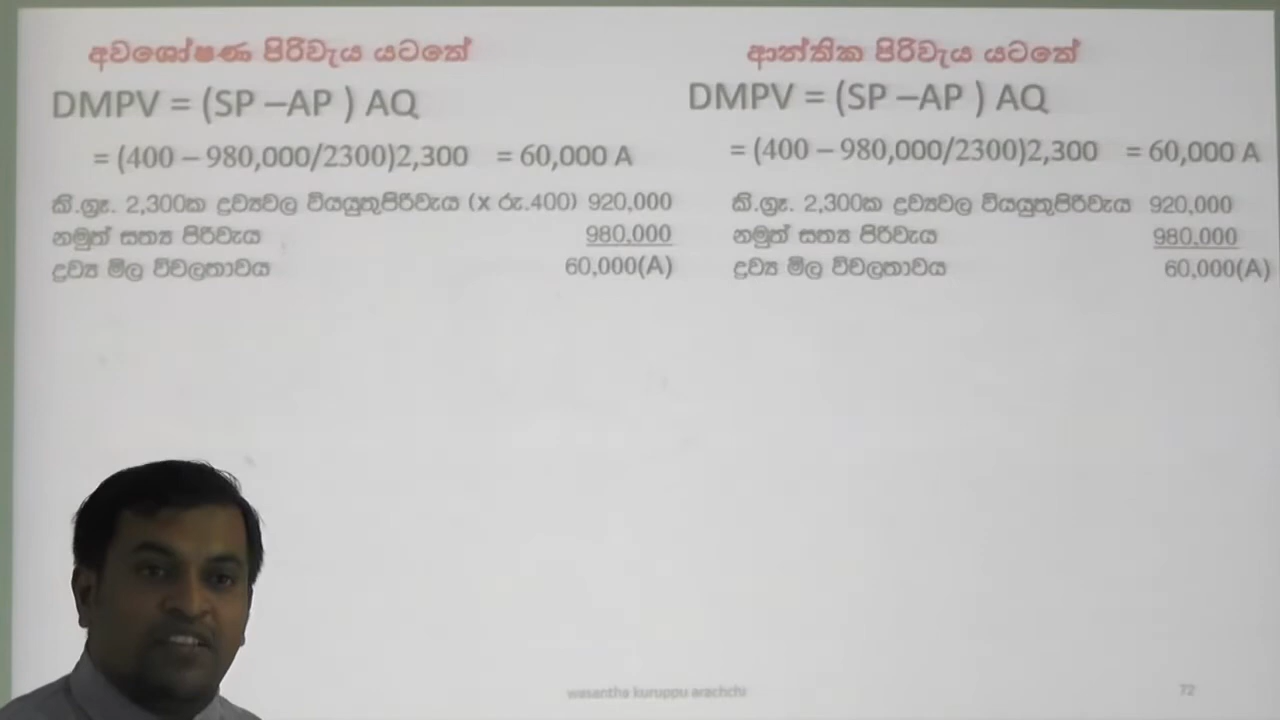 අවශෝෂණ පිරිවැය යටතේ
DMPV = (SP –AP ) AQ
= (400 – 980,000/2300)2,300 = 60,000 A
කි.ග්‍රෑ. 2,300ක ද්‍රව්‍යවල වියයුතුපිරිවැය (x රු.400) 920,000
නමුත් සත්‍ය පිරිවැය 980,000
ද්‍රව්‍ය මිල විචලතාවය 60,000(A)
ආන්තික පිරිවැය යටතේ
DMPV = (SP –AP ) AQ
= (400 – 980,000/2300)2,300 = 60,000 A
කි.ග්‍රෑ. 2,300ක ද්‍රව්‍යවල වියයුතුපිරිවැය 920,000
නමුත් සත්‍ය පිරිවැය 980,000
ද්‍රව්‍ය මිල විචලතාවය 60,000(A)
wasantha kuruppu arachchi
72